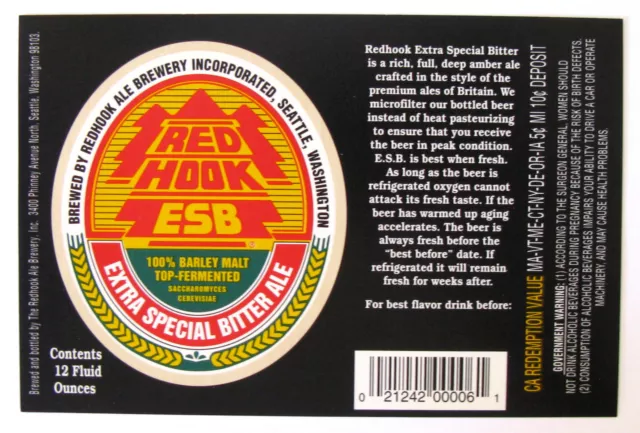 Brewed and bottled by The Redhook Ale Brewery, Inc. 3400 Phinney Avenue North, Seattle, Washington 98103.
BREWED BY REDHOOK ALE BREWERY INCORPORATED, SEATTLE, WASHINGTON
RED
HOOK
ESB
100% BARLEY MALT
TOP-FERMENTED
SACCHAROMYCES
CEREVISIAE
EXTRA SPECIAL BITTER ALE
Contents
12 Fluid
Ounces
Redhook Extra Special Bitter
is a rich, full, deep amber ale
crafted in the style of the
premium ales of Britain. We
microfilter our bottled beer
instead of heat pasteurizing
to ensure that you receive
the beer in peak condition.
E.S.B. is best when fresh.
As long as the beer is
refrigerated oxygen cannot
attack its fresh taste. If the
beer has warmed up aging
accelerates. The beer is
always fresh before the
"best before" date. If
refrigerated it will remain
fresh for weeks after.
For best flavor drink before:
0 21242 00006 1
CA REDEMPTION VALUE MA-VT-ME-CT-NY-DE-OR-IA 5¢ MI 10¢ DEPOSIT
GOVERNMENT WARNING: (1) ACCORDING TO THE SURGEON GENERAL, WOMEN SHOULD
NOT DRINK ALCOHOLIC BEVERAGES DURING PREGNANCY BECAUSE OF THE RISK OF BIRTH DEFECTS.
(2) CONSUMPTION OF ALCOHOLIC BEVERAGES IMPAIRS YOUR ABILITY TO DRIVE A CAR OR OPERATE
MACHINERY, AND MAY CAUSE HEALTH PROBLEMS.